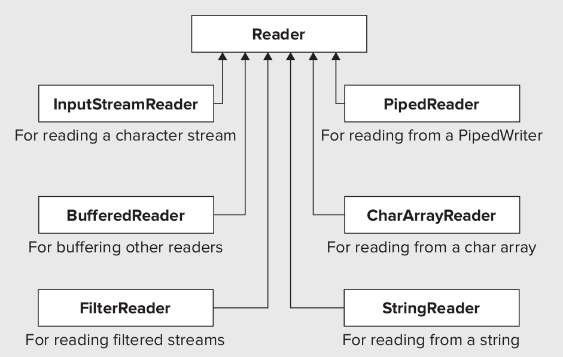 Reader
InputStreamReader
For reading a character stream
PipedReader
For reading from a PipedWriter
BufferedReader
For buffering other readers
CharArrayReader
For reading from a char array
FilterReader
For reading filtered streams
StringReader
For reading from a string